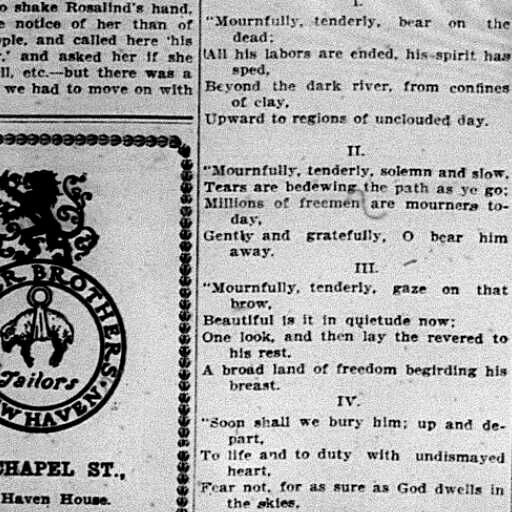 o shake Rosalind's hand,
e notice of her than of
ple, and called here 'his
,' and asked her if she
ll, etc.—but there was a
we had to move on with
R BROTHERS.
Tailors
W HAVEN
CHAPEL ST.,
Haven House.
I.
"Mournfully, tenderly, bear on the
dead;
All his labors are ended, his spirit has
sped,
Beyond the dark river, from confines
of clay,
Upward to regions of unclouded day.
II.
"Mournfully, tenderly, solemn and slow,
Tears are bedewing the path as ye go;
Millions of freemen are mourners to-
day,
Gently and gratefully, O bear him
away.
III.
"Mournfully, tenderly, gaze on that
brow,
Beautiful is it in quietude now;
One look, and then lay the revered to
his rest.
A broad land of freedom begirding his
breast.
IV.
"Soon shall we bury him; up and de-
part,
To life and to duty with undismayed
heart,
Fear not, for as sure as God dwells in
the skies,